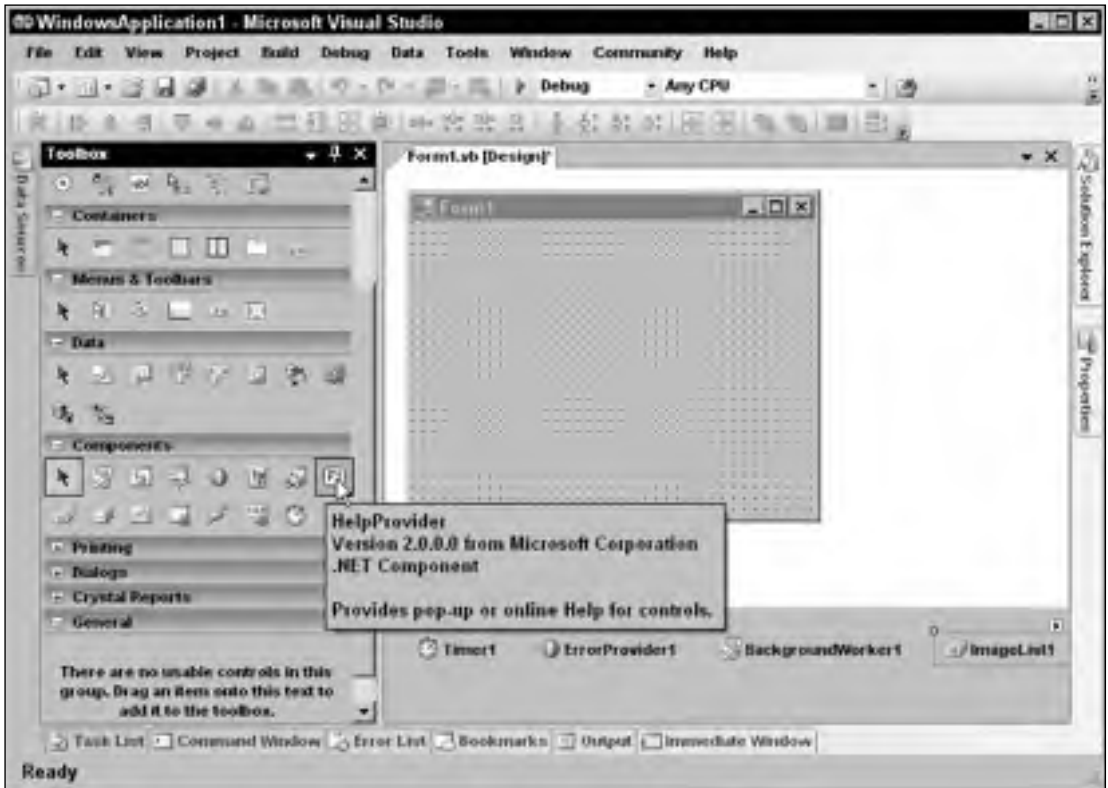 WindowsApplication1 - Microsoft Visual Studio
File Edit View Project Build Debug Data Tools Window Community Help
Debug Any CPU
Toolbox
Form1.vb [Design]*
Data Sources
Solution Explorer
Properties
Form1
Containers
Menus & Toolbars
Data
Components
HelpProvider
Version 2.0.0.0 from Microsoft Corporation
.NET Component
Provides pop-up or online Help for controls.
Printing
Dialogs
Crystal Reports
General
There are no usable controls in this
group. Drag an item onto this text to
add it to the toolbox.
Timer1 ErrorProvider1 BackgroundWorker1 ImageList1
Task List Command Window Error List Bookmarks Output Immediate Window
Ready